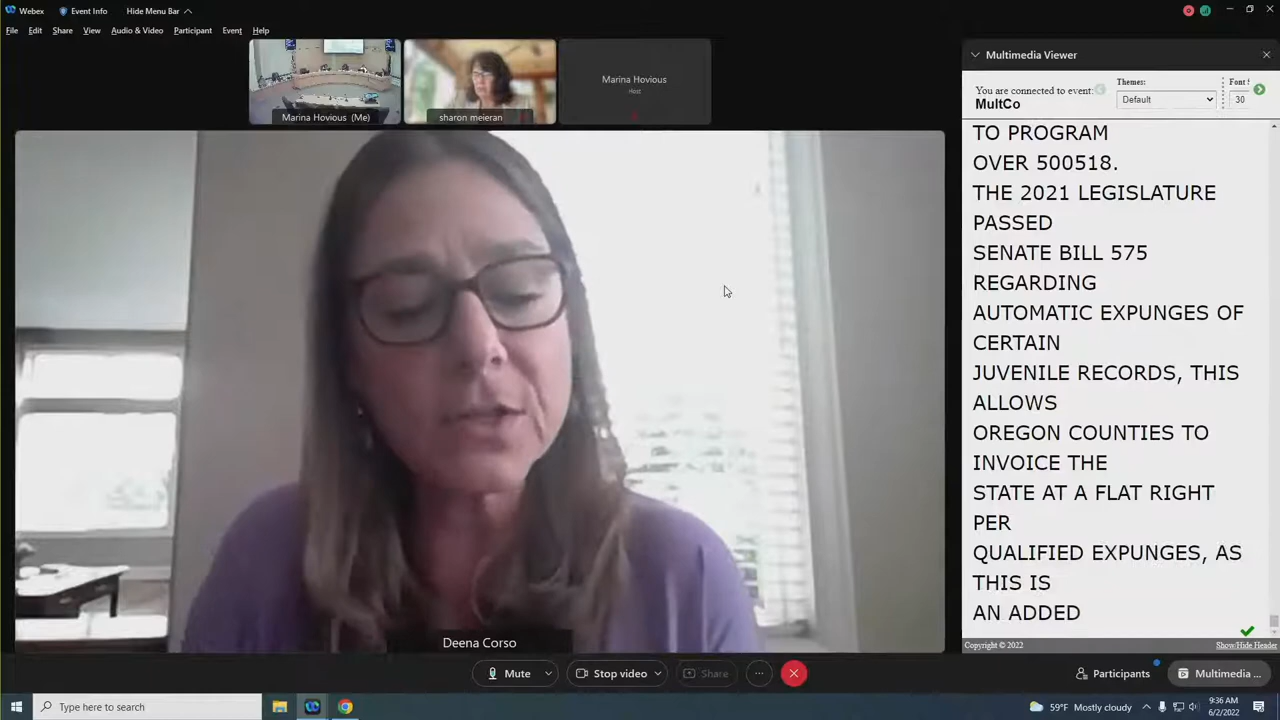 Webex
Event Info
Hide Menu Bar
File Edit Share View Audio & Video Participant Event Help
Marina Hovious (Me)
sharon meieran
Marina Hovious
Host
Multimedia Viewer
You are connected to event:
MultCo
Themes:
Default
Font
30
TO PROGRAM
OVER 500518.
THE 2021 LEGISLATURE
PASSED
SENATE BILL 575
REGARDING
AUTOMATIC EXPUNGES OF
CERTAIN
JUVENILE RECORDS, THIS
ALLOWS
OREGON COUNTIES TO
INVOICE THE
STATE AT A FLAT RIGHT
PER
QUALIFIED EXPUNGES, AS
THIS IS
AN ADDED
Copyright © 2022
Show/Hide Header
Deena Corso
Mute
Stop video
Share
Participants
Multimedia ...
Type here to search
59°F Mostly cloudy
9:36 AM
6/2/2022